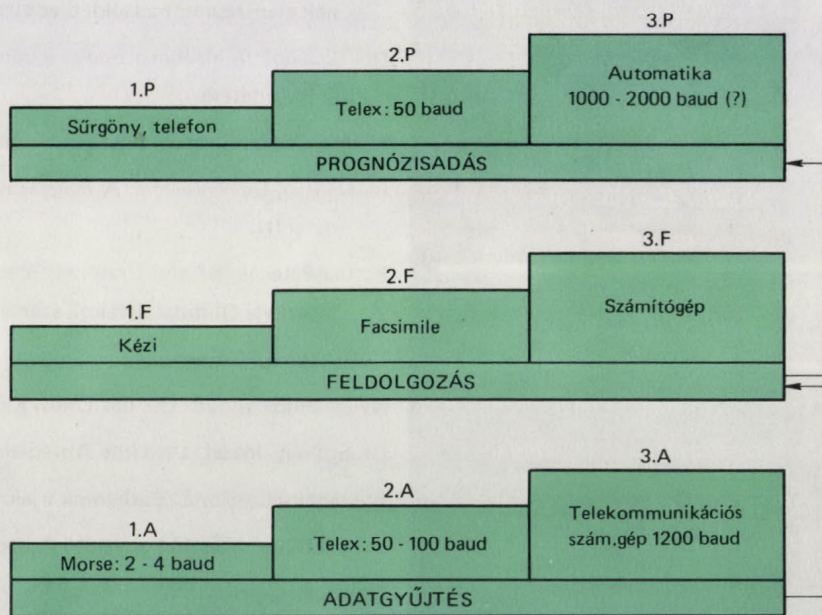 1.P
Sűrgöny, telefon
2.P
Telex: 50 baud
3.P
Automatika
1000 - 2000 baud (?)
PROGNÓZISADÁS
1.F
Kézi
2.F
Facsimile
3.F
Számítógép
FELDOLGOZÁS
1.A
Morse: 2 - 4 baud
2.A
Telex: 50 - 100 baud
3.A
Telekommunikációs
szám.gép 1200 baud
ADATGYŰJTÉS